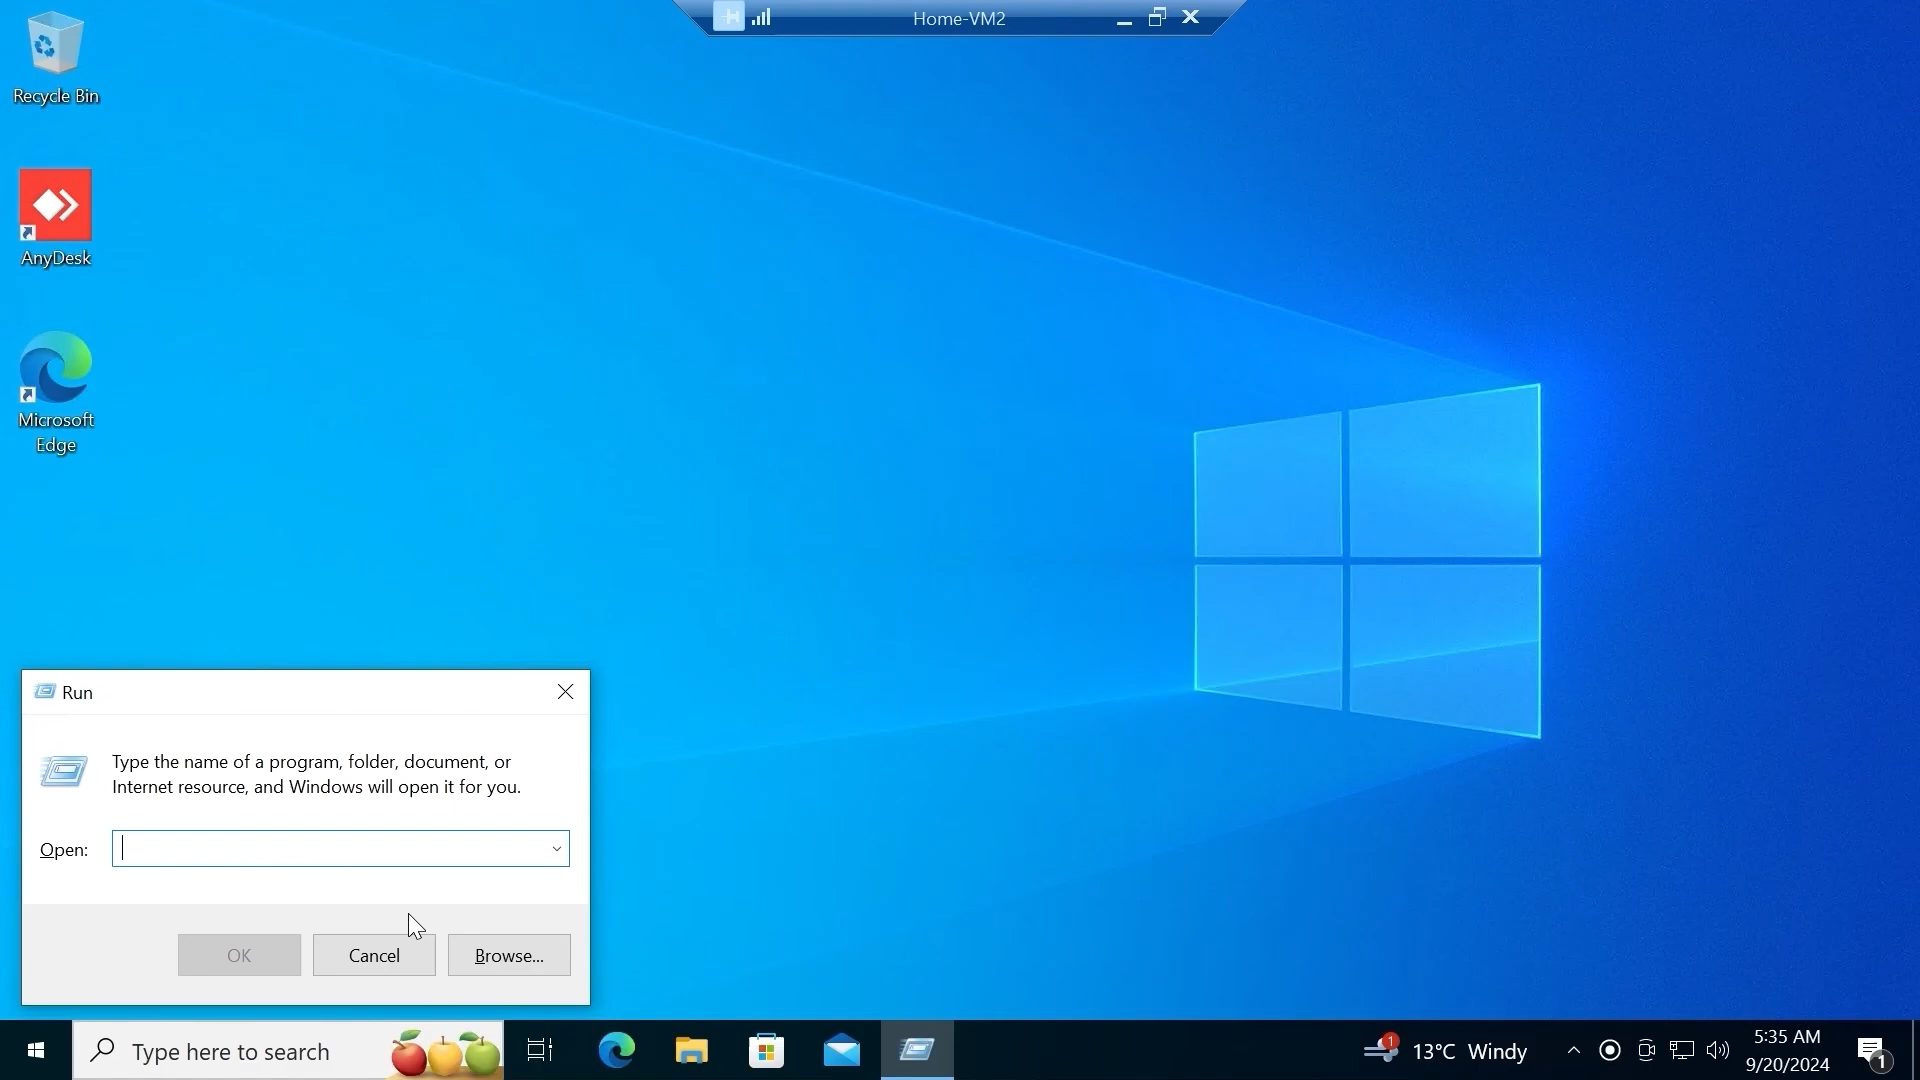 Home-VM2
Recycle Bin
AnyDesk
Microsoft
Edge
Run
Type the name of a program, folder, document, or
Internet resource, and Windows will open it for you.
Open:
OK
Cancel
Browse...
Type here to search
1
13°C Windy
5:35 AM
9/20/2024
1